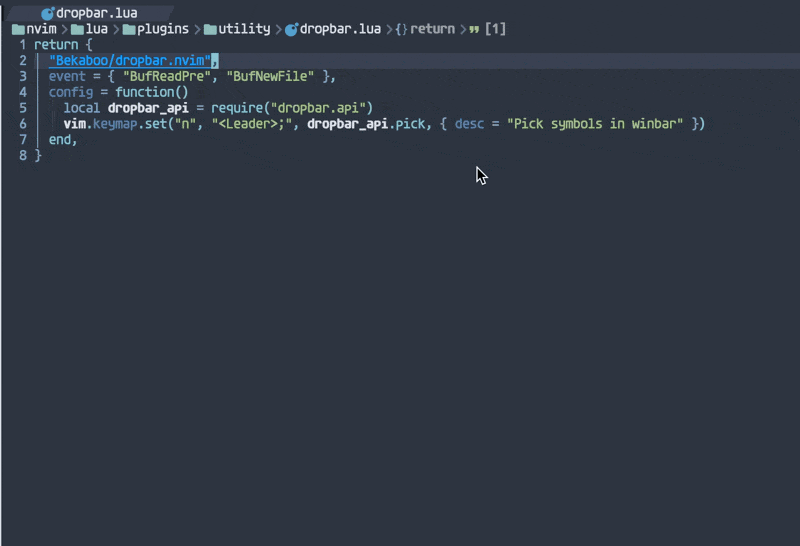 dropbar.lua
nvim > lua > plugins > utility > dropbar.lua > {} return > [1]
1 return {
2   "Bekaboo/dropbar.nvim",
3   event = { "BufReadPre", "BufNewFile" },
4   config = function()
5     local dropbar_api = require("dropbar.api")
6     vim.keymap.set("n", "<Leader>;", dropbar_api.pick, { desc = "Pick symbols in winbar" })
7   end,
8 }